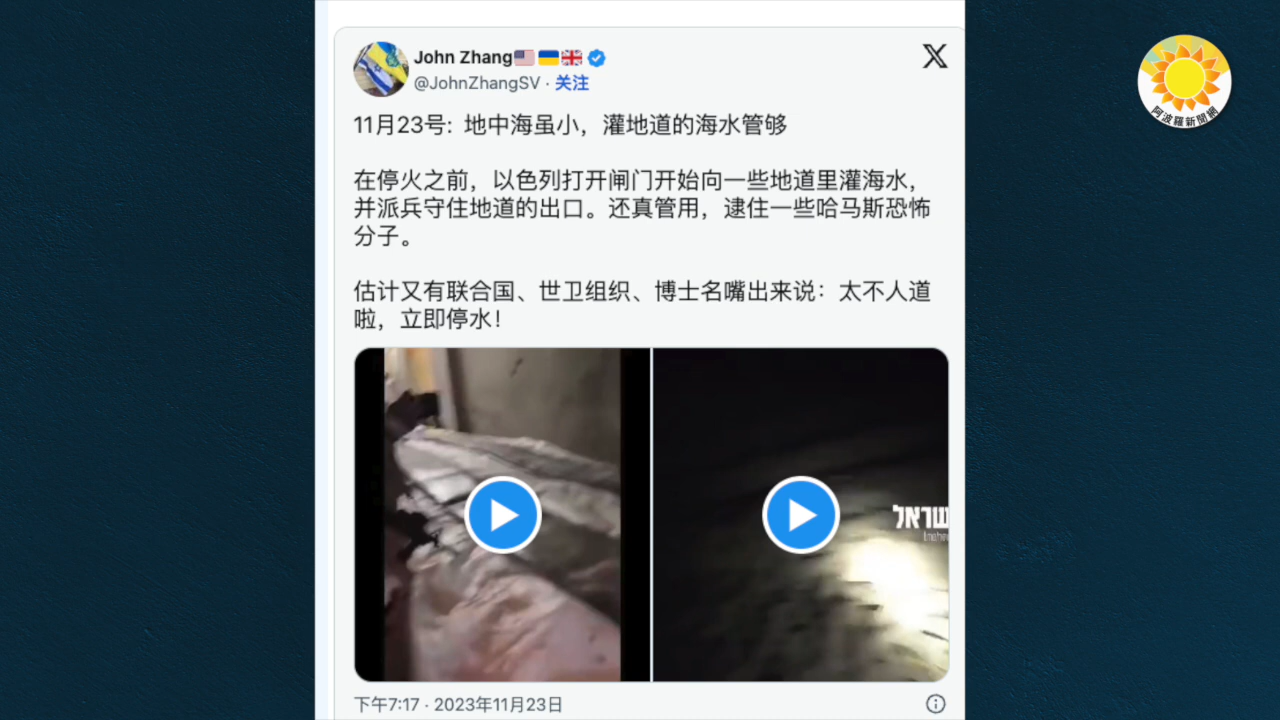 John Zhang
@JohnZhangSV · 关注
阿波羅新聞網
11月23号: 地中海虽小，灌地道的海水管够
在停火之前，以色列打开闸门开始向一些地道里灌海水，
并派兵守住地道的出口。还真管用，逮住一些哈马斯恐怖
分子。
估计又有联合国、世卫组织、博士名嘴出来说：太不人道
啦，立即停水！
下午7:17 · 2023年11月23日